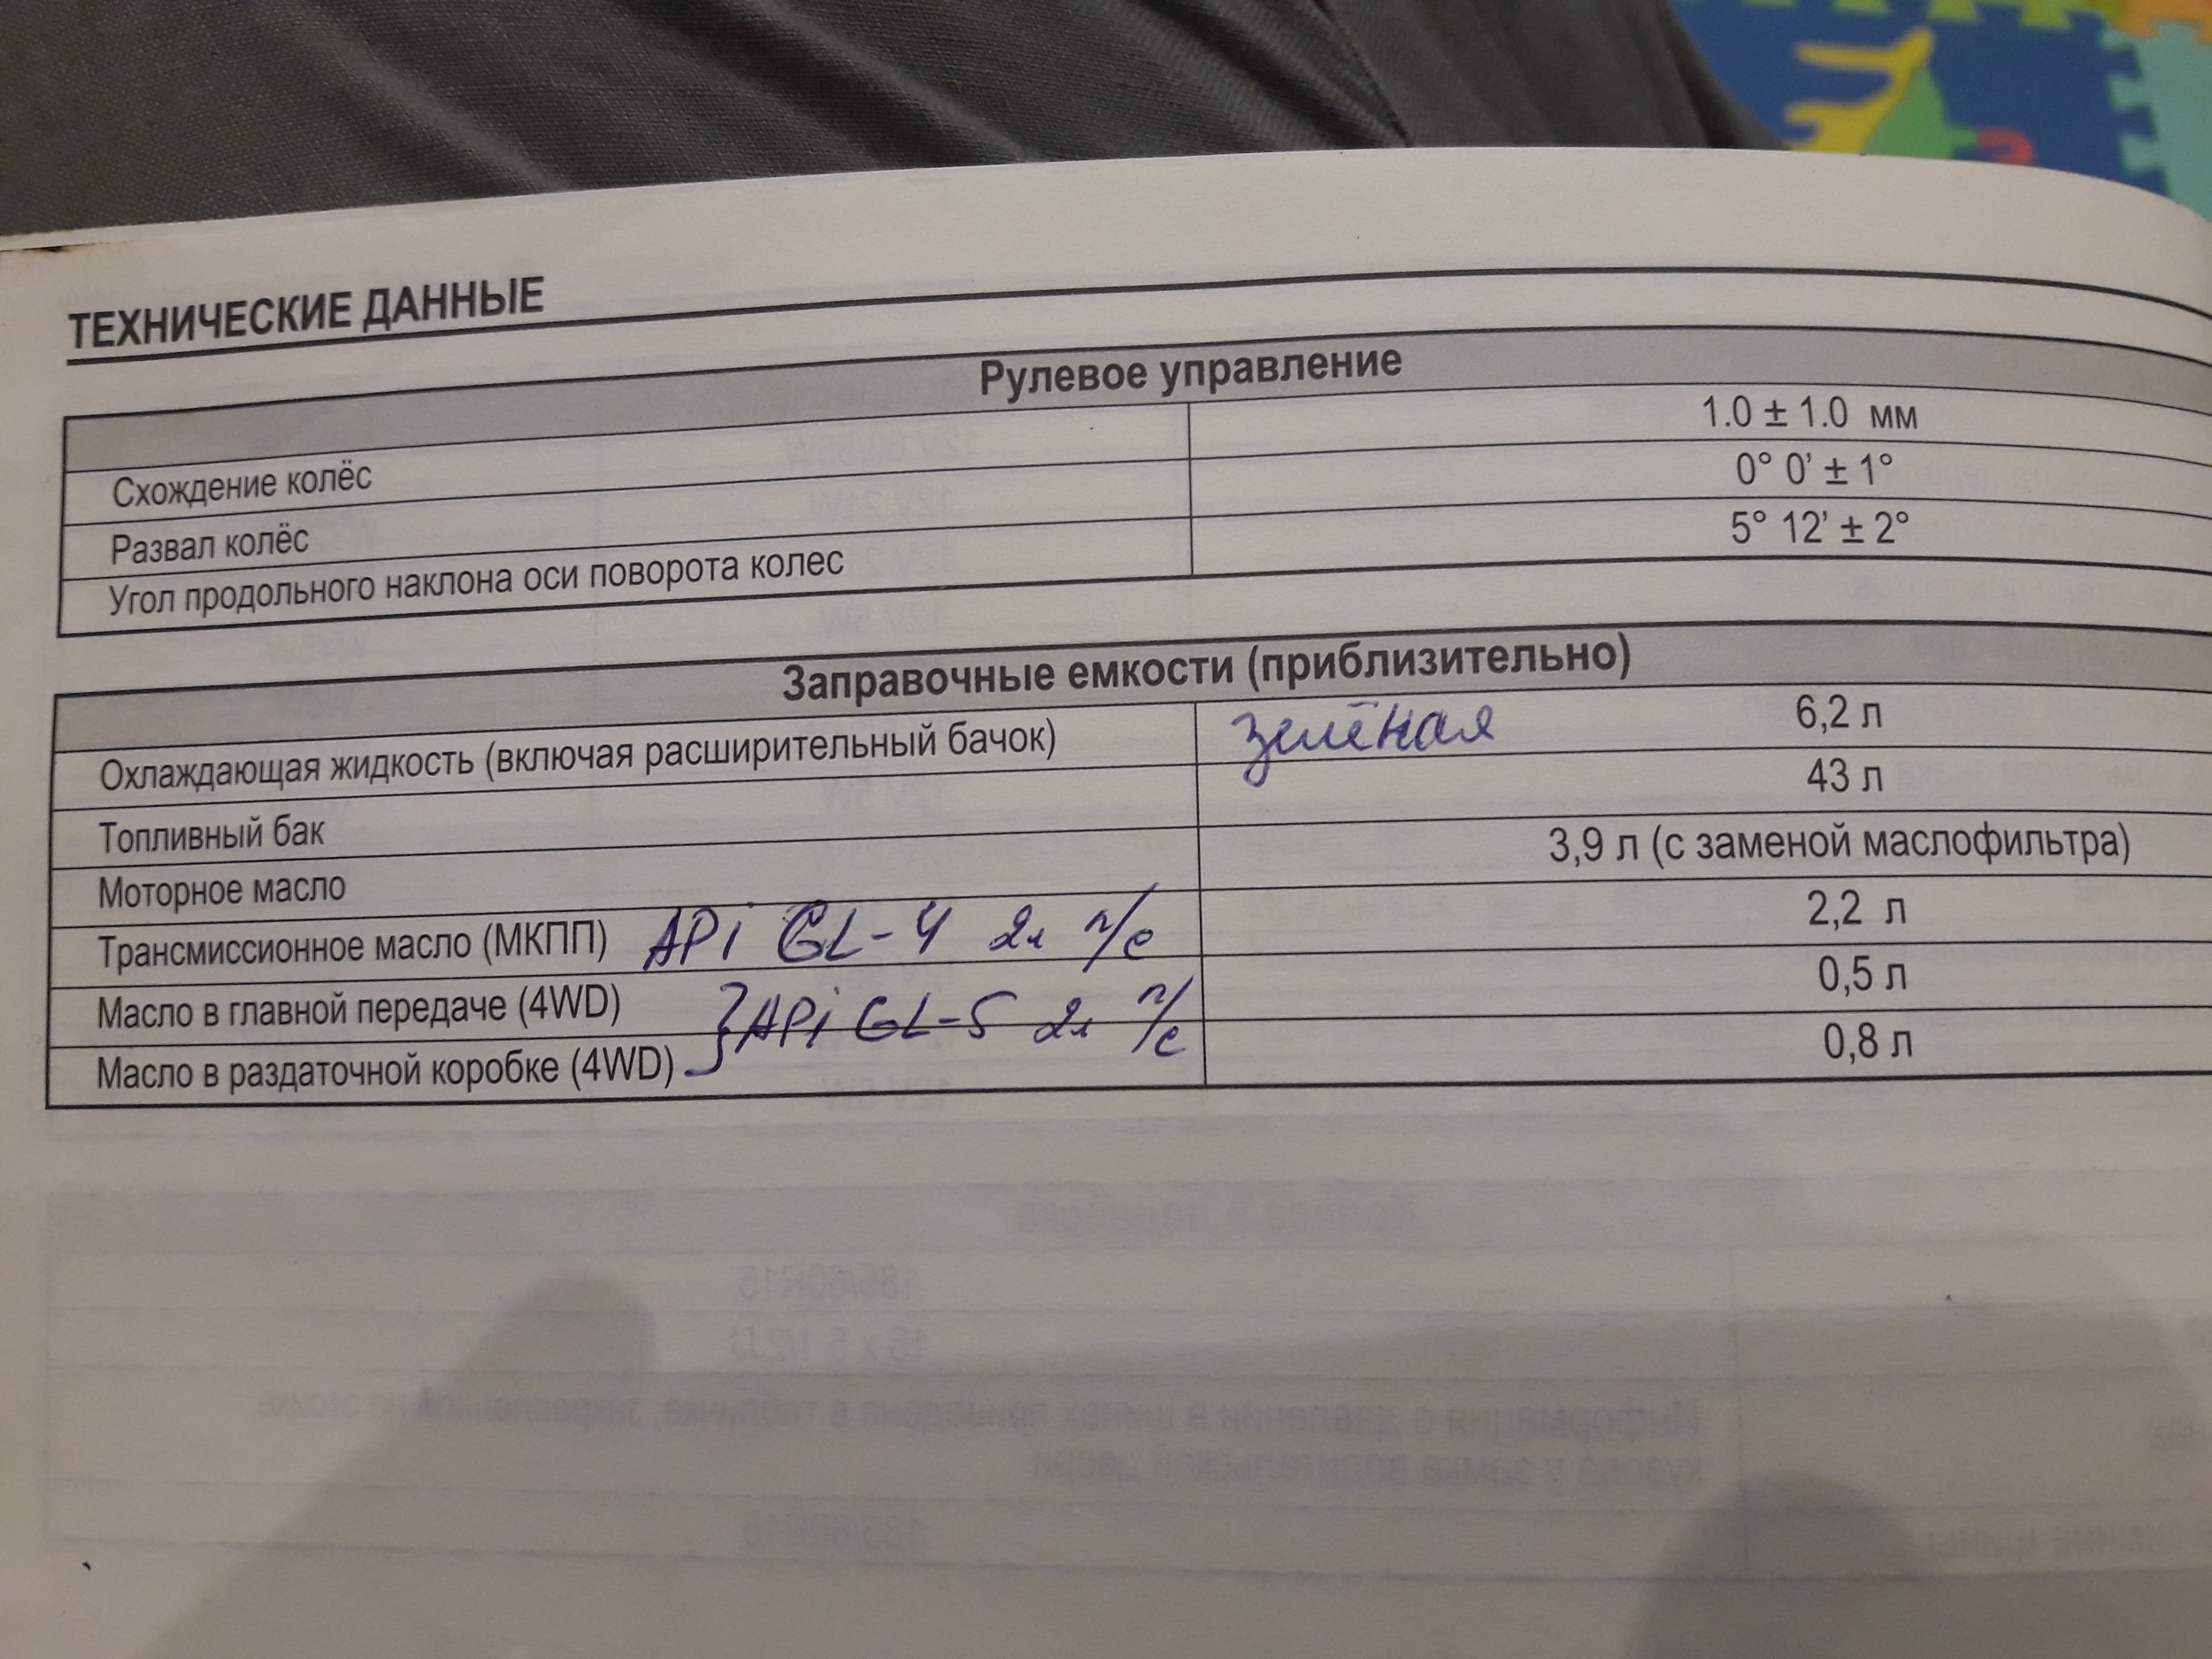 ТЕХНИЧЕСКИЕ ДАННЫЕ
Рулевое управление
Схождение колёс 1.0 ± 1.0 мм
Развал колёс 0° 0’ ± 1°
Угол продольного наклона оси поворота колес 5° 12’ ± 2°
Заправочные емкости (приблизительно)
Охлаждающая жидкость (включая расширительный бачок) зелёная 6,2 л
Топливный бак 43 л
Моторное масло 3,9 л (с заменой маслофильтра)
Трансмиссионное масло (МКПП) APi GL-4 2л п/с 2,2 л
Масло в главной передаче (4WD) } APi GL-5 2л п/с 0,5 л
Масло в раздаточной коробке (4WD) 0,8 л